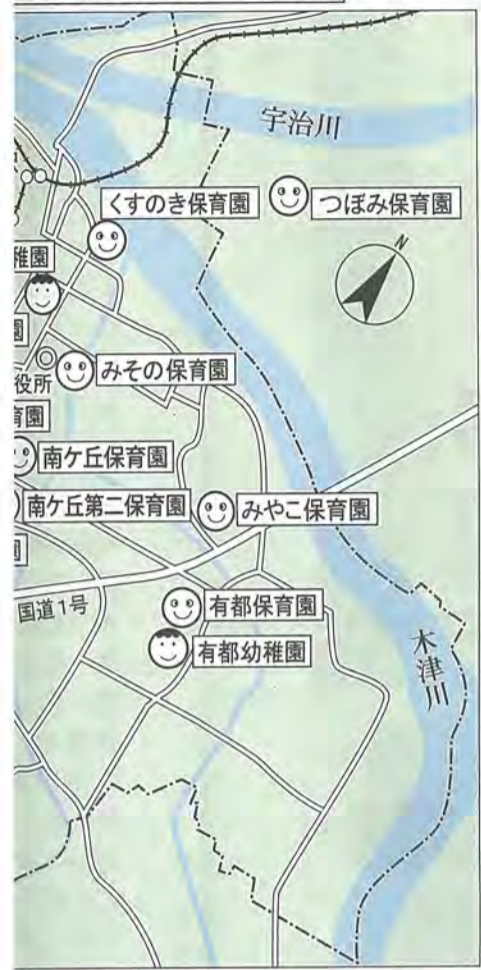 宇治川
くすのき保育園
つぼみ保育園
N
稚園
園
みその保育園
役所
育園
南ケ丘保育園
南ケ丘第二保育園
みやこ保育園
園
国道1号
有都保育園
有都幼稚園
木津川